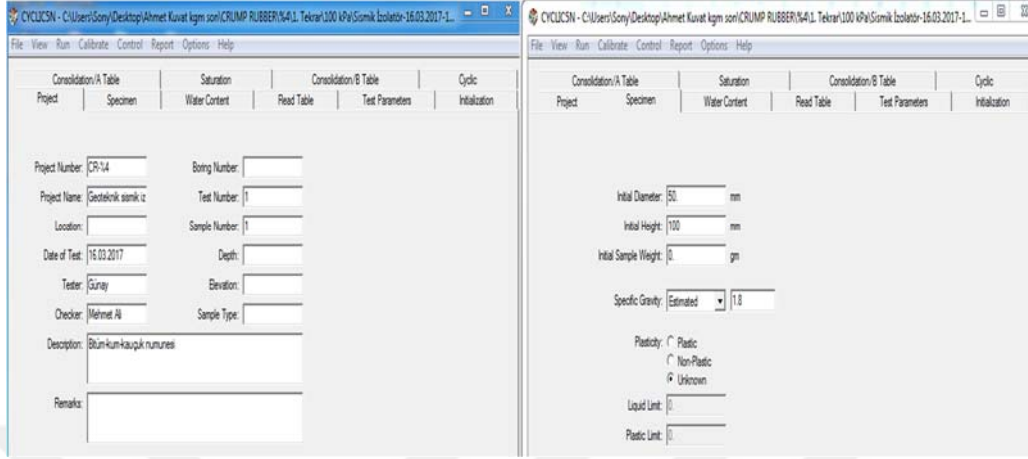 CYCLIC5N - C:\Users\Sony\Desktop\Ahmet Kuvat kgm son\CRUMP RUBBER\%4\1. Tekrar\100 kPa\Sismik İzolatör-16.03.2017-1...
File View Run Calibrate Control Report Options Help
Consolidation/A Table Saturation Consolidation/B Table Cyclic
Project Specimen Water Content Read Table Test Parameters Initialization
Project Number: CR-%4 Boring Number:
Project Name: Geoteknik sismik iz Test Number: 1
Location: Sample Number: 1
Date of Test: 16.03.2017 Depth:
Tester: Günay Elevation:
Checker: Mehmet Ali Sample Type:
Description: Bitüm-kum-kauçuk numunesi
Remarks:
CYCLIC5N - C:\Users\Sony\Desktop\Ahmet Kuvat kgm son\CRUMP RUBBER\%4\1. Tekrar\100 kPa\Sismik İzolatör-16.03.2017-1...
File View Run Calibrate Control Report Options Help
Consolidation/A Table Saturation Consolidation/B Table Cyclic
Project Specimen Water Content Read Table Test Parameters Initialization
Initial Diameter: 50. mm
Initial Height: 100 mm
Initial Sample Weight: 0. gm
Specific Gravity: Estimated 1.8
Plasticity: Plastic
Non-Plastic
Unknown
Liquid Limit: 0.
Plastic Limit: 0.